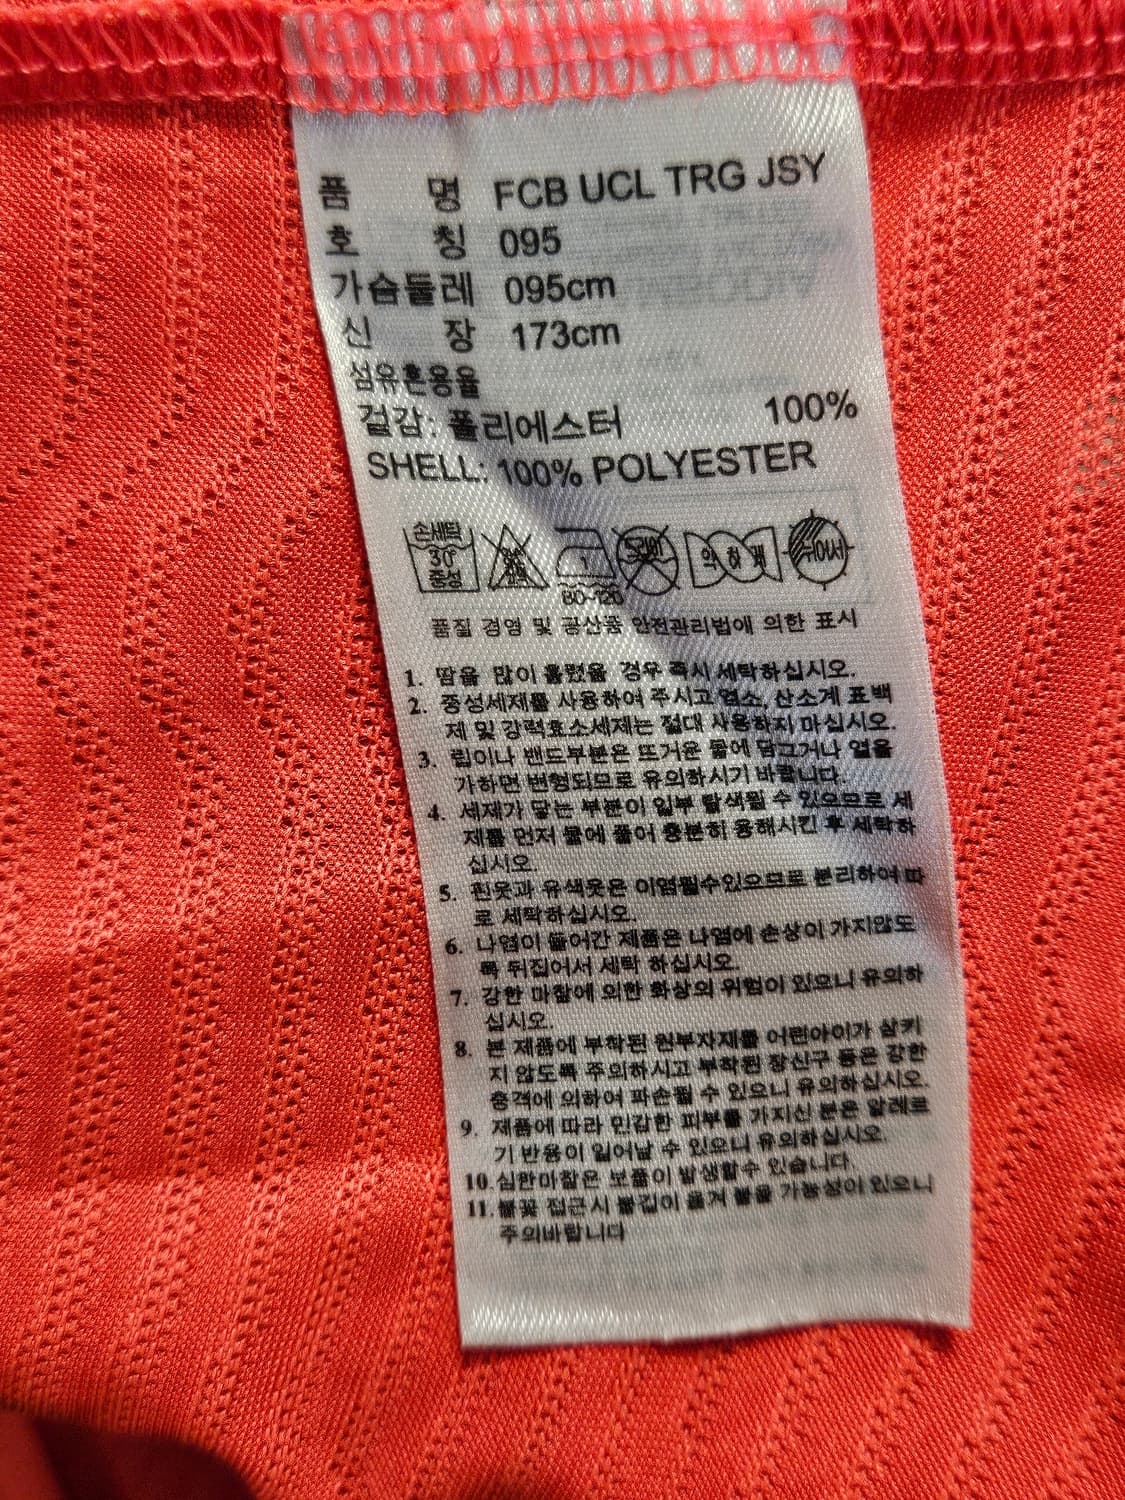 품 명 FCB UCL TRG JSY
호 칭 095
가슴둘레 095cm
신 장 173cm
섬유혼용율
겉감: 폴리에스터 100%
SHELL: 100% POLYESTER
손세탁
30°
중성
1
80~120
드라이
약하게
뉘어서
품질 경영 및 공산품 안전관리법에 의한 표시
1. 땀을 많이 흘렸을 경우 즉시 세탁하십시오.
2. 중성세제를 사용하여 주시고 염소, 산소계 표백
제 및 강력효소세제는 절대 사용하지 마십시오.
3. 립이나 밴드부분은 뜨거운 물에 담그거나 열을
가하면 변형되므로 유의하시기 바랍니다.
4. 세재가 닿는 부분이 일부 탈색될 수 있으므로 세
제를 먼저 물에 풀어 충분히 용해시킨 후 세탁하
십시오.
5. 흰옷과 유색옷은 이염될수있으므로 분리하여 따
로 세탁하십시오.
6. 나염이 들어간 제품은 나염에 손상이 가지않도
록 뒤집어서 세탁 하십시오.
7. 강한 마찰에 의한 화상의 위험이 있으니 유의하
십시오.
8. 본 제품에 부착된 원부자재를 어린아이가 삼키
지 않도록 주의하시고 부착된 장신구 등은 강한
충격에 의하여 파손될 수 있으니 유의하십시오.
9. 제품에 따라 민감한 피부를 가지신 분은 알레르
기 반응이 일어날 수 있으니 유의하십시오.
10.심한마찰은 보풀이 발생할수 있습니다.
11.불꽃 접근시 불길이 옮겨 붙을 가능성이 있으니
주의바랍니다